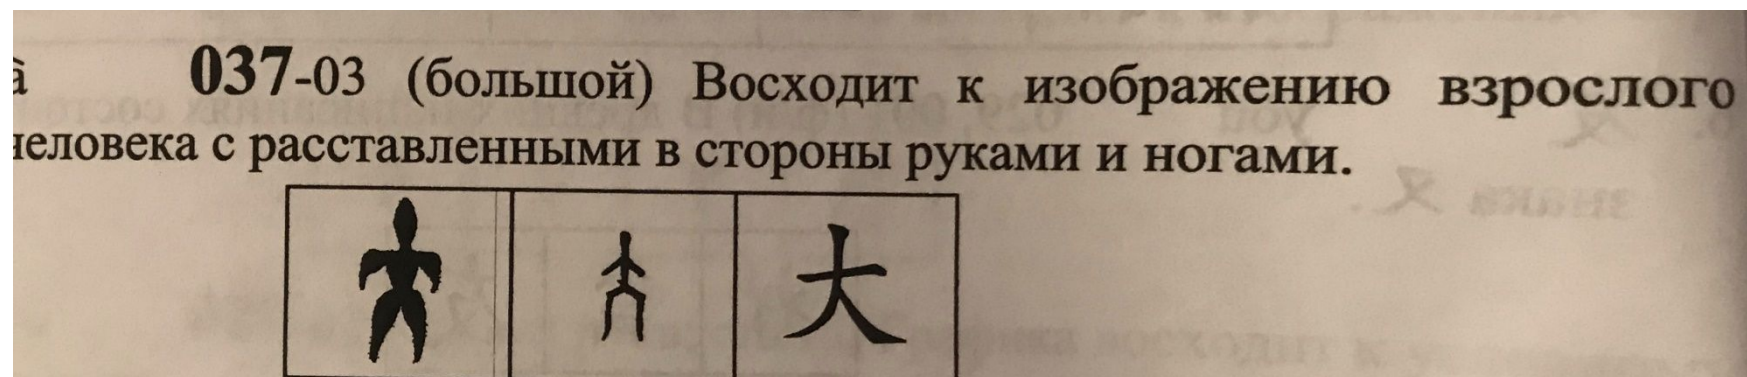 037-03 (большой) Восходит к изображению взрослого
человека с расставленными в стороны руками и ногами.
大